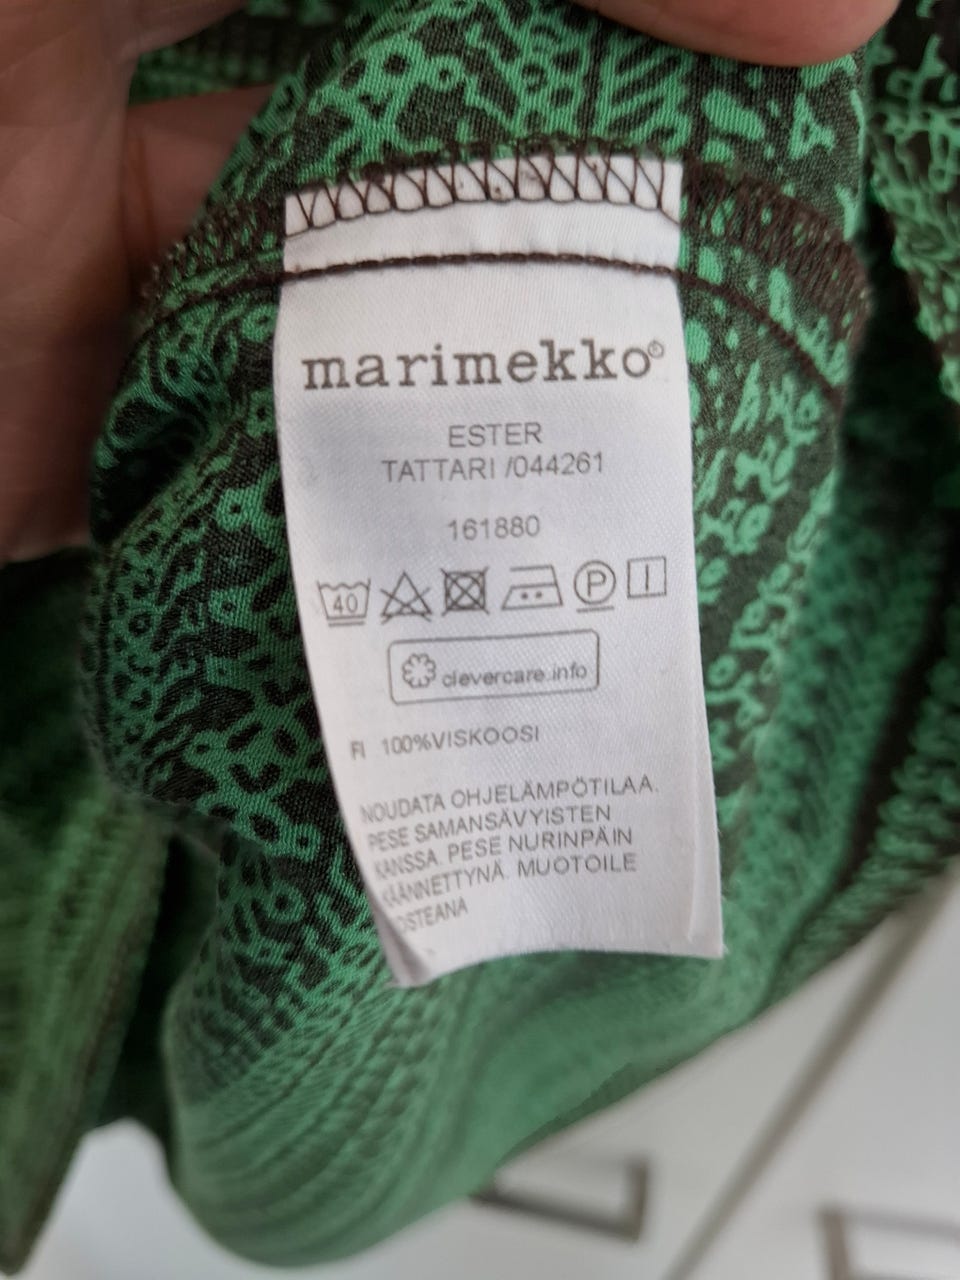 marimekko®
ESTER
TATTARI /044261
161880
40 P
clevercare.info
FI 100%VISKOOSI
NOUDATA OHJELÄMPÖTILAA.
PESE SAMANSÄVYISTEN
KANSSA. PESE NURINPÄIN
KÄÄNNETTYNÄ. MUOTOILE
KOSTEANA